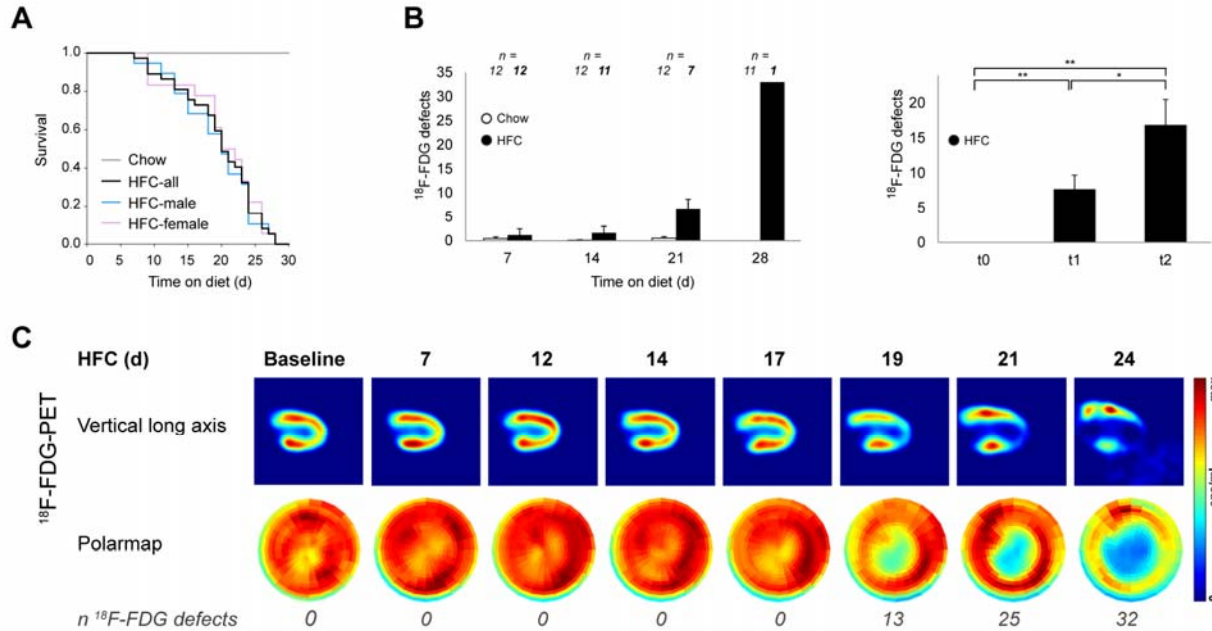 A
Survival
1.0
0.8
0.6
0.4
0.2
0.0
Chow
HFC-all
HFC-male
HFC-female
0 5 10 15 20 25 30
Time on diet (d)
B
n = n = n = n =
12 12 12 11 12 7 11 1
¹⁸F-FDG defects
35
30
25
20
15
10
5
0
Chow
HFC
7 14 21 28
Time on diet (d)
**
** *
¹⁸F-FDG defects
20
15
10
5
0
HFC
t0 t1 t2
C
HFC (d) Baseline 7 12 14 17 19 21 24
¹⁸F-FDG-PET
Vertical long axis
Polarmap
n ¹⁸F-FDG defects 0 0 0 0 0 13 25 32